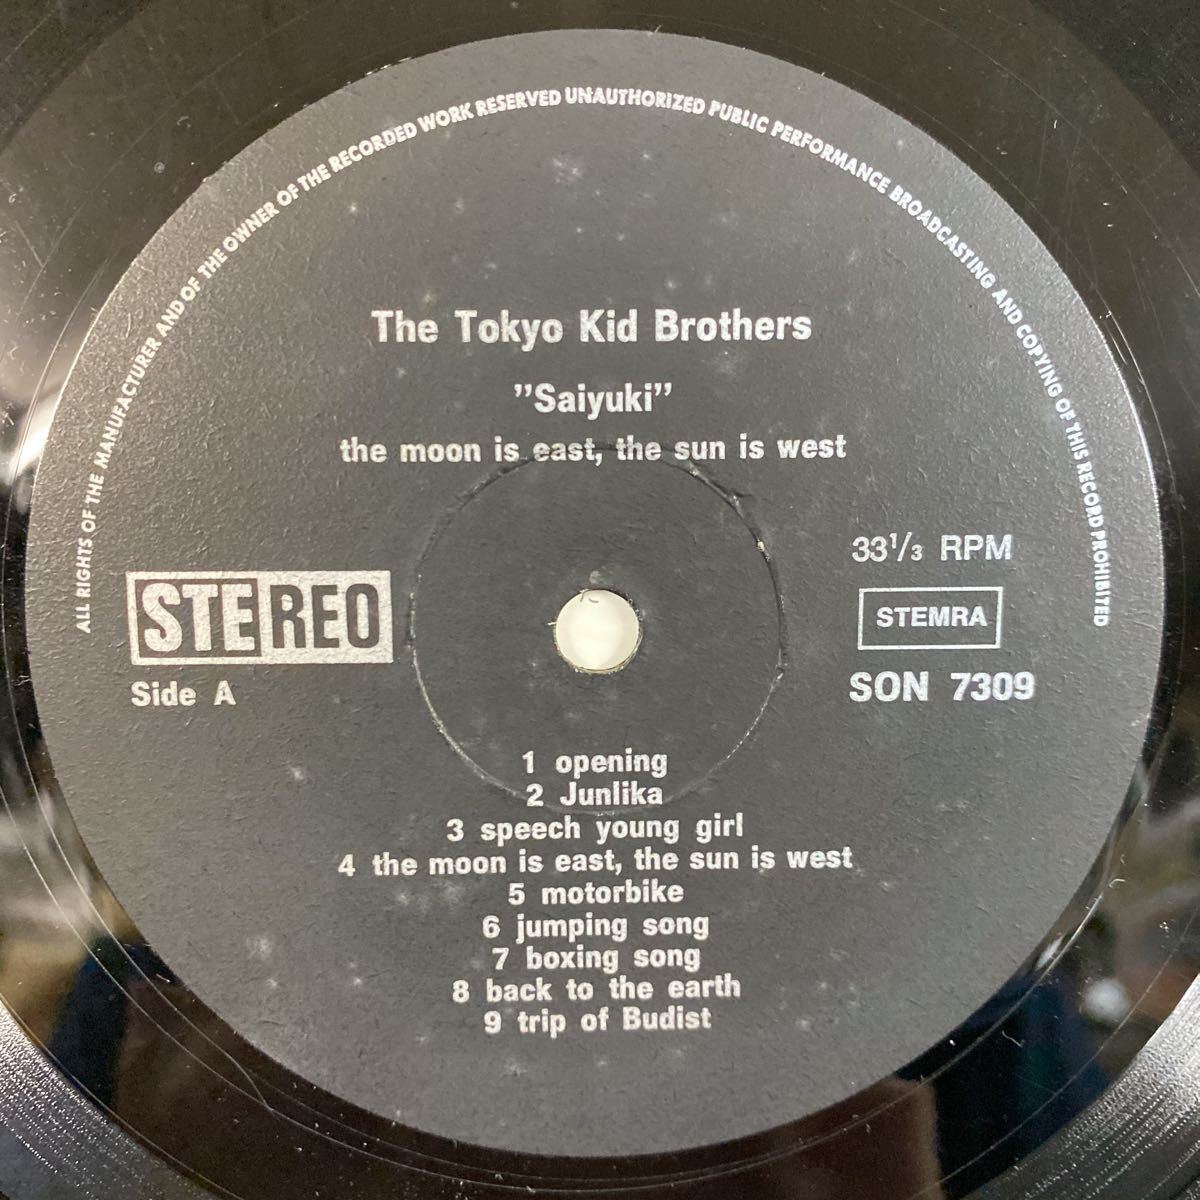 ALL RIGHTS OF THE MANUFACTURER AND OF THE OWNER OF THE RECORDED WORK RESERVED UNAUTHORIZED PUBLIC PERFORMANCE BROADCASTING AND COPYING OF THIS RECORD PROHIBITED
The Tokyo Kid Brothers
”Saiyuki”
the moon is east, the sun is west
33 1/3 RPM
STEREO
STEMRA
Side A
SON 7309
1 opening
2 Junlika
3 speech young girl
4 the moon is east, the sun is west
5 motorbike
6 jumping song
7 boxing song
8 back to the earth
9 trip of Budist